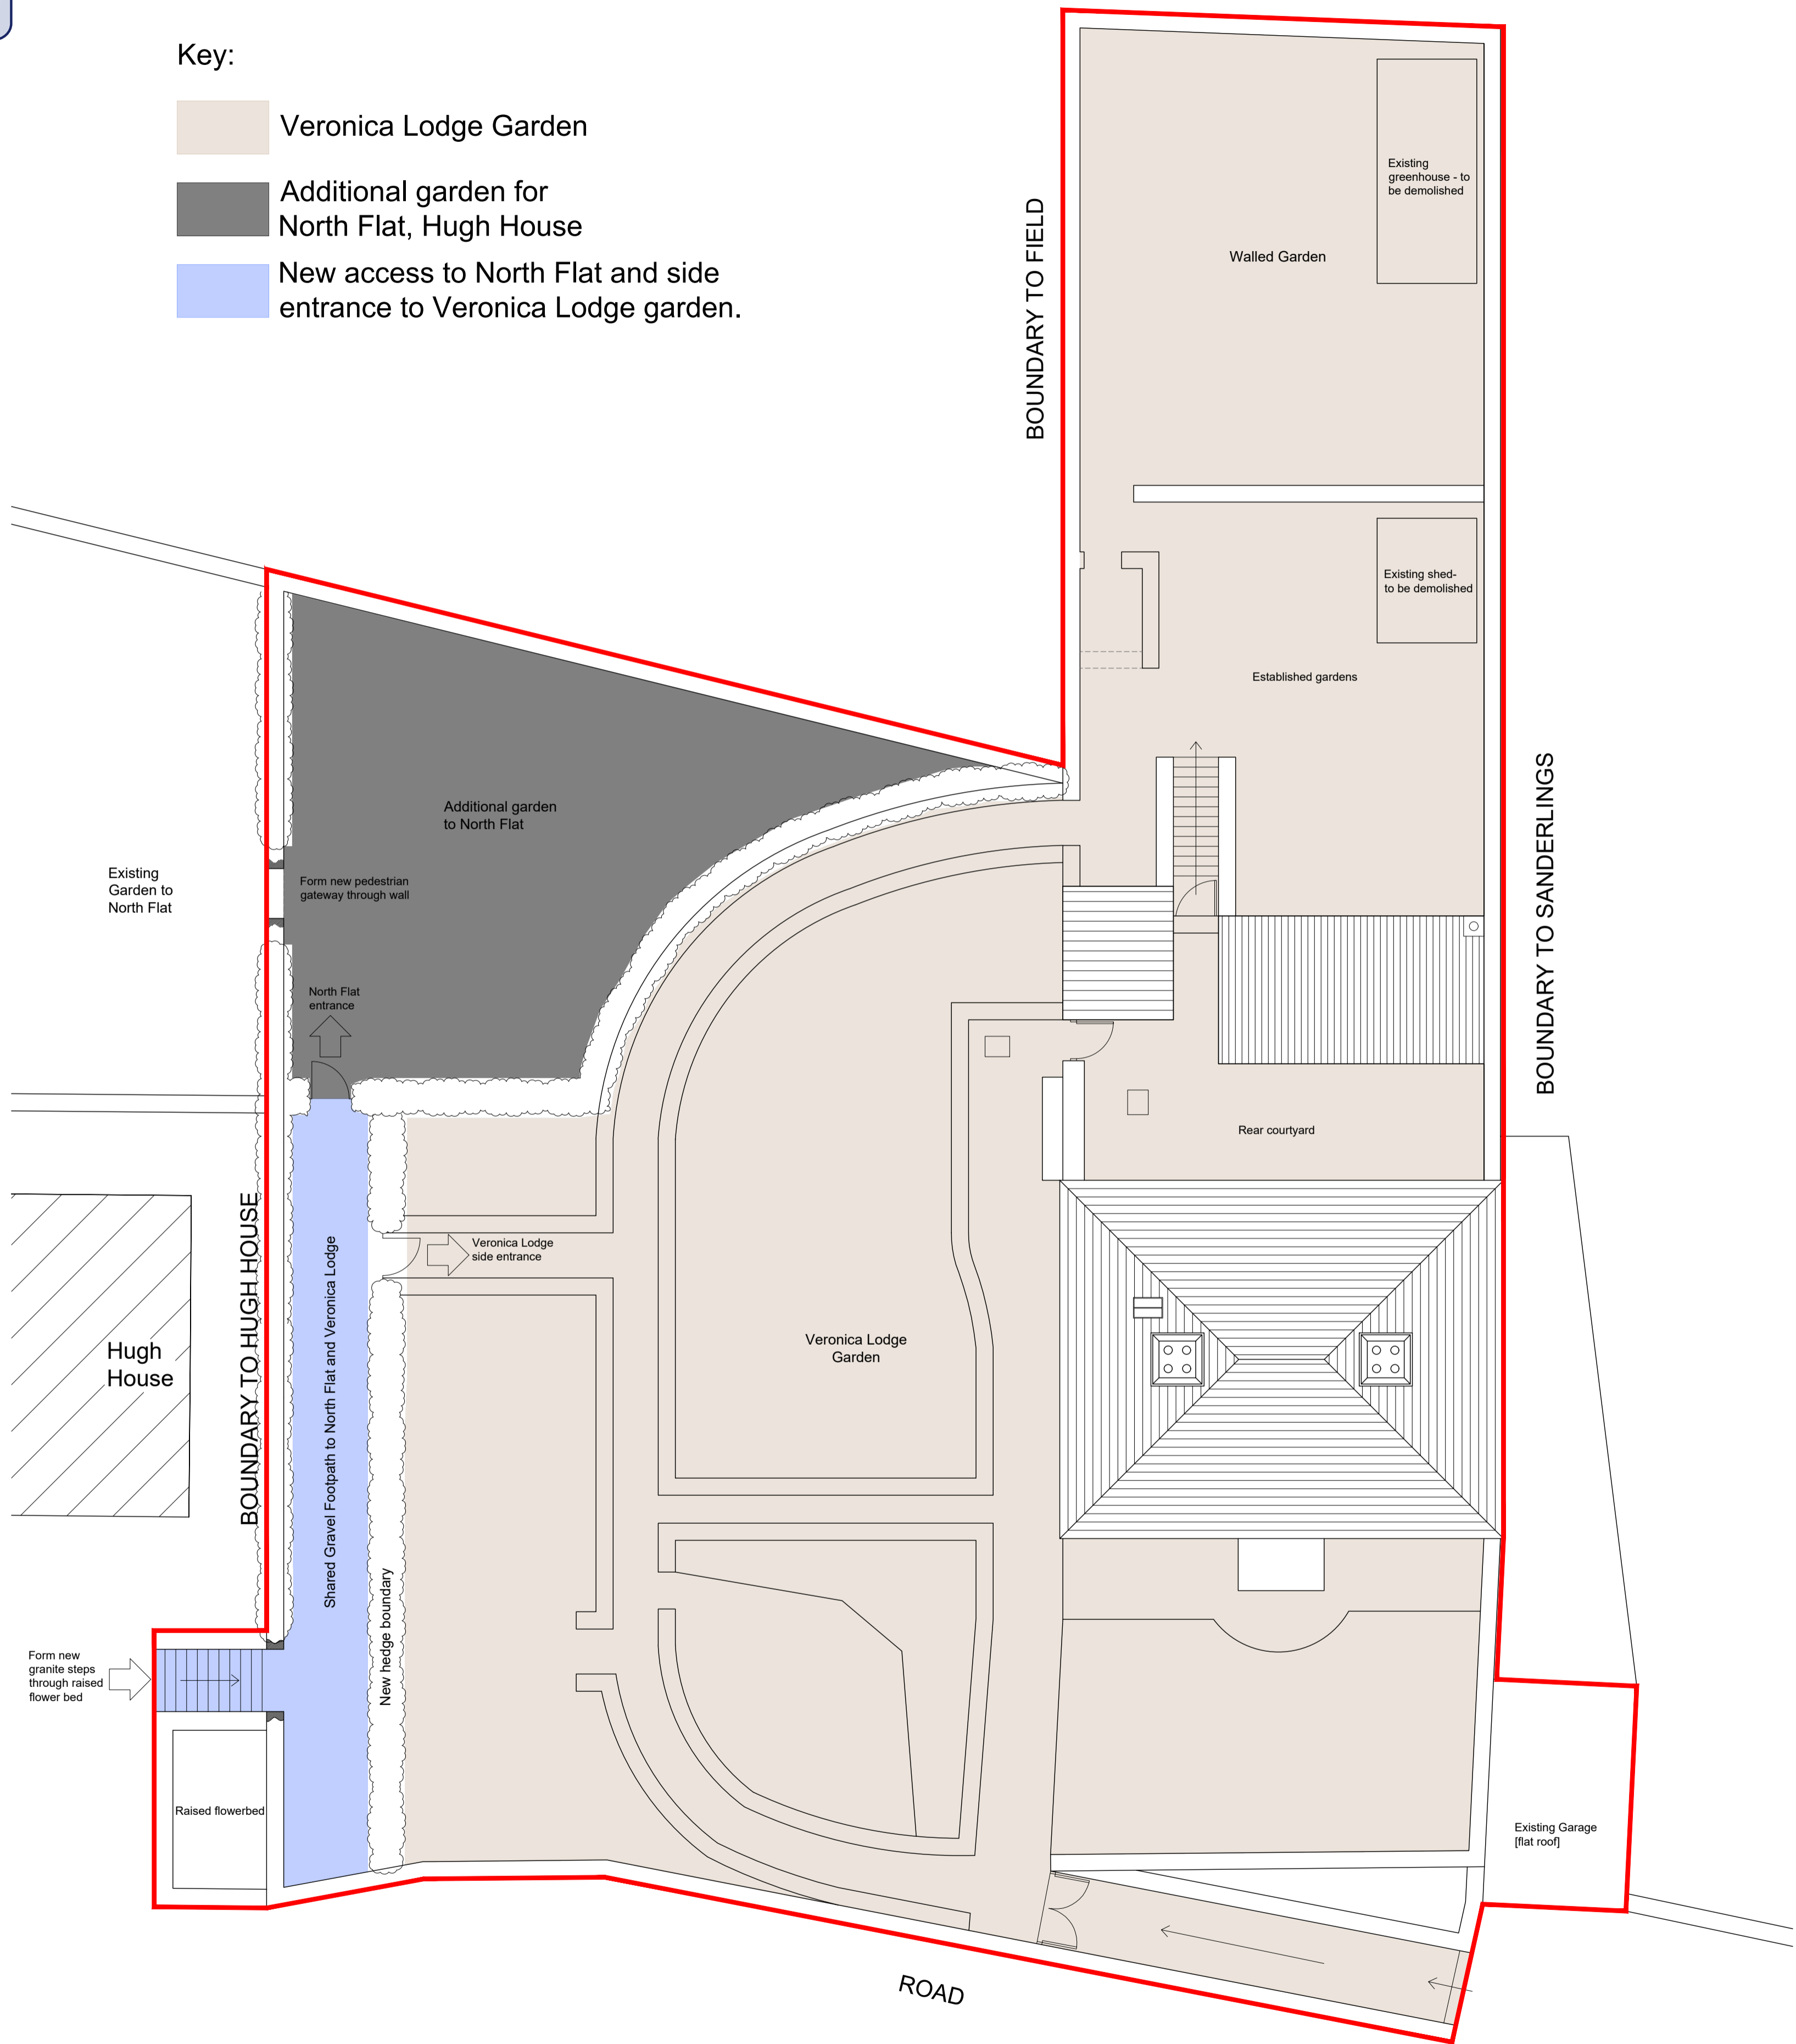 Key:
Veronica Lodge Garden
Additional garden for
North Flat, Hugh House
New access to North Flat and side
entrance to Veronica Lodge garden.
BOUNDARY TO FIELD
Existing
greenhouse - to
be demolished
Walled Garden
Existing shed-
to be demolished
Established gardens
BOUNDARY TO SANDERLINGS
Additional garden
to North Flat
Existing
Garden to
North Flat
Form new pedestrian
gateway through wall
North Flat
entrance
Rear courtyard
BOUNDARY TO HUGH HOUSE
Shared Gravel Footpath to North Flat and Veronica Lodge
Veronica Lodge
side entrance
Hugh
House
Veronica Lodge
Garden
New hedge boundary
Form new
granite steps
through raised
flower bed
Raised flowerbed
Existing Garage
[flat roof]
ROAD